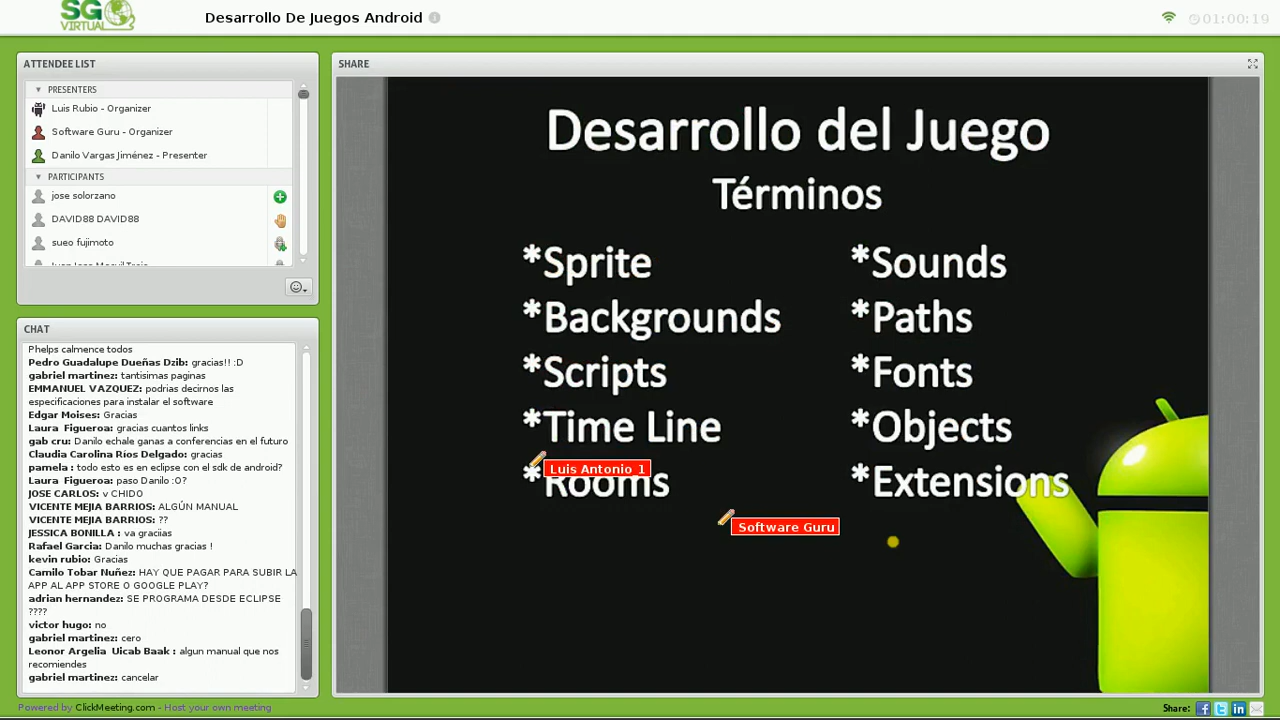 SG
VIRTUAL
Desarrollo De Juegos Android
01:00:19
ATTENDEE LIST
PRESENTERS
Luis Rubio - Organizer
Software Guru - Organizer
Danilo Vargas Jiménez - Presenter
PARTICIPANTS
jose solorzano
DAVID88 DAVID88
sueo fujimoto
CHAT
Phelps calmence todos
Pedro Guadalupe Dueñas Dzib: gracias!! :D
gabriel martinez: tantisimas paginas
EMMANUEL VAZQUEZ: podrias decirnos las
especificaciones para instalar el software
Edgar Moises: Gracias
Laura Figueroa: gracias cuantos links
gab cru: Danilo echale ganas a conferencias en el futuro
Claudia Carolina Ríos Delgado: gracias
pamela : todo esto es en eclipse con el sdk de android?
Laura Figueroa: paso Danilo :0?
JOSE CARLOS: v CHIDO
VICENTE MEJIA BARRIOS: ALGÚN MANUAL
VICENTE MEJIA BARRIOS: ??
JESSICA BONILLA : va graciias
Rafael Garcia: Danilo muchas gracias !
kevin rubio: Gracias
Camilo Tobar Nuñez: HAY QUE PAGAR PARA SUBIR LA
APP AL APP STORE O GOOGLE PLAY?
adrian hernandez: SE PROGRAMA DESDE ECLIPSE
????
victor hugo: no
gabriel martinez: cero
Leonor Argelia Uicab Baak : algun manual que nos
recomiendes
gabriel martinez: cancelar
SHARE
Desarrollo del Juego
Términos
*Sprite
*Backgrounds
*Scripts
*Time Line
*Rooms
*Sounds
*Paths
*Fonts
*Objects
*Extensions
Luis Antonio 1
Software Guru
Powered by ClickMeeting.com - Host your own meeting
Share: